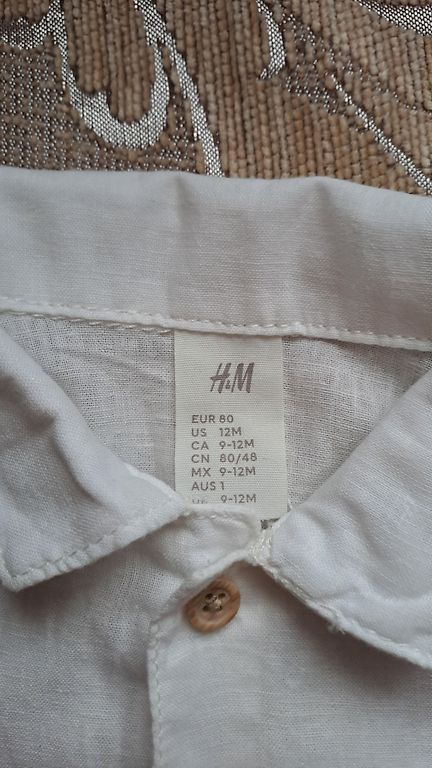 H&M
EUR 80
US 12M
CA 9-12M
CN 80/48
MX 9-12M
AUS 1
9-12M